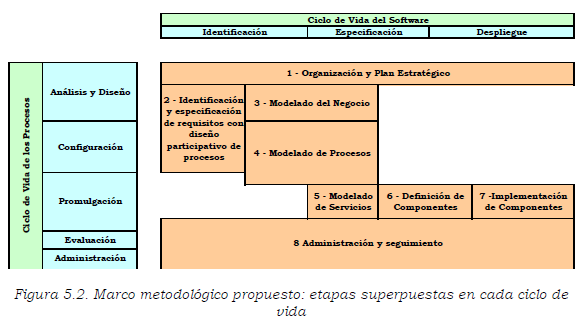 Ciclo de Vida del Software
Identificación
Especificación
Despliegue
Ciclo de Vida de los Procesos
Análisis y Diseño
Configuración
Promulgación
Evaluación
Administración
1 - Organización y Plan Estratégico
2 - Identificación
y especificación
de requisitos con
diseño
participativo de
procesos
3 - Modelado del Negocio
4 - Modelado de Procesos
5 - Modelado
de Servicios
6 - Definición de
Componentes
7 -Implementación
de Componentes
8 Administración y seguimiento
Figura 5.2. Marco metodológico propuesto: etapas superpuestas en cada ciclo de
vida